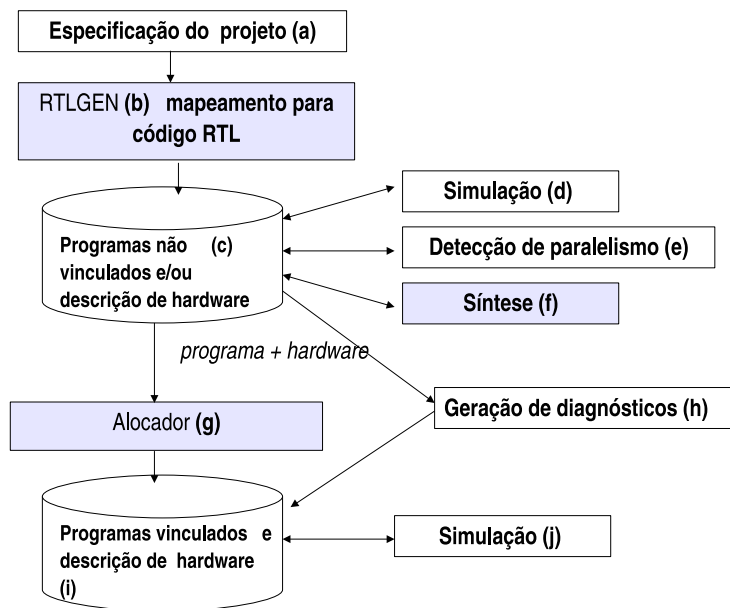 Especificação do projeto (a)
RTLGEN (b) mapeamento para
código RTL
Simulação (d)
Programas não (c)
vinculados e/ou
descrição de hardware
Detecção de paralelismo (e)
Síntese (f)
programa + hardware
Alocador (g)
Geração de diagnósticos (h)
Programas vinculados e
descrição de hardware
(i)
Simulação (j)